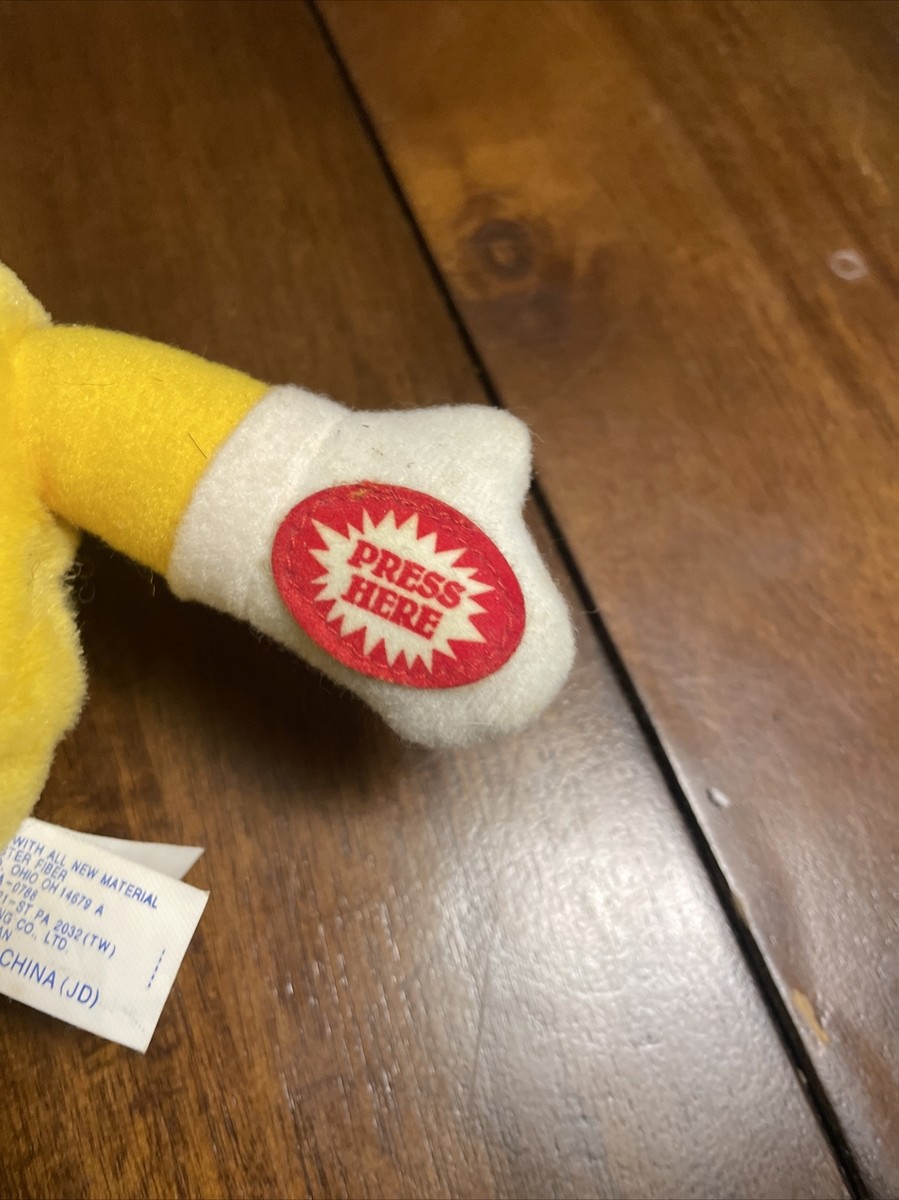 PRESS
HERE
WITH ALL NEW MATERIAL
TER FIBER
OHIO OH 14679 A
A-0788
21-ST PA 2032(TW)
NG CO., LTD.
AN
CHINA (JD)